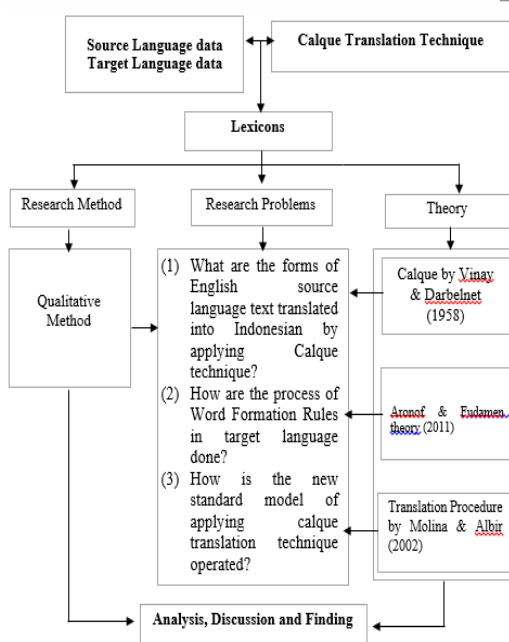 Source Language data
Target Language data
Calque Translation Technique
Lexicons
Research Method
Research Problems
Theory
Qualitative
Method
(1) What are the forms of
English source
language text translated
into Indonesian by
applying Calque
technique?
(2) How are the process of
Word Formation Rules
in target language
done?
(3) How is the new
standard model of
applying calque
translation technique
operated?
Calque by Vinay
& Darbelnet
(1958)
Aronof & Fudamen
theory (2011)
Translation Procedure
by Molina & Albir
(2002)
Analysis, Discussion and Finding